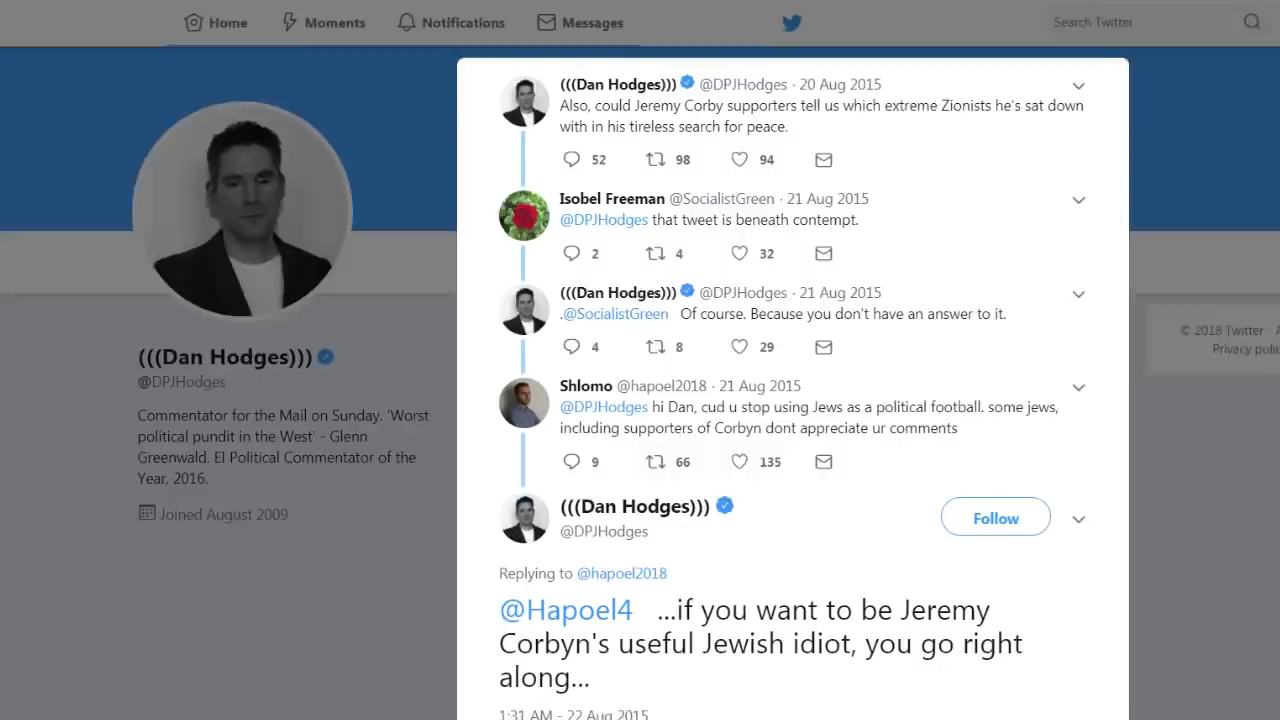 Home Moments Notifications Messages Search Twitter
(((Dan Hodges))) @DPJHodges · 20 Aug 2015
Also, could Jeremy Corby supporters tell us which extreme Zionists he's sat down
with in his tireless search for peace.
52 98 94
Isobel Freeman @SocialistGreen · 21 Aug 2015
@DPJHodges that tweet is beneath contempt.
2 4 32
(((Dan Hodges))) @DPJHodges · 21 Aug 2015
.@SocialistGreen Of course. Because you don't have an answer to it.
4 8 29
Shlomo @hapoel2018 · 21 Aug 2015
@DPJHodges hi Dan, cud u stop using Jews as a political football. some jews,
including supporters of Corbyn dont appreciate ur comments
9 66 135
(((Dan Hodges)))
@DPJHodges
Follow
Replying to @hapoel2018
@Hapoel4 ...if you want to be Jeremy
Corbyn's useful Jewish idiot, you go right
along...
1:31 AM - 22 Aug 2015
(((Dan Hodges)))
@DPJHodges
Commentator for the Mail on Sunday. 'Worst
political pundit in the West' - Glenn
Greenwald. EI Political Commentator of the
Year, 2016.
Joined August 2009
© 2018 Twitter
Privacy